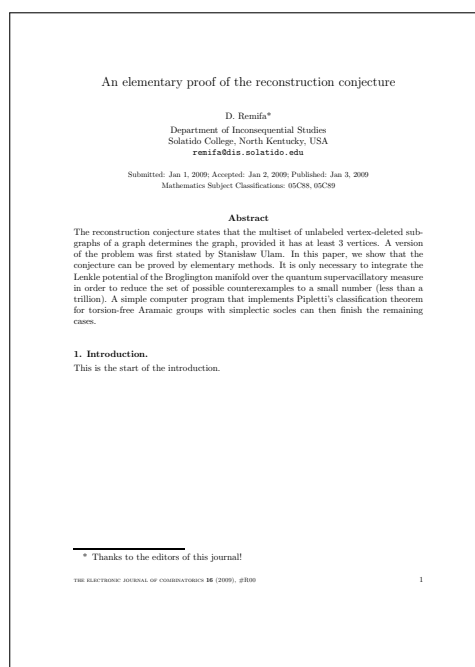 An elementary proof of the reconstruction conjecture
D. Remifa*
Department of Inconsequential Studies
Solatido College, North Kentucky, USA
remifa@dis.solatido.edu
Submitted: Jan 1, 2009; Accepted: Jan 2, 2009; Published: Jan 3, 2009
Mathematics Subject Classifications: 05C88, 05C89
Abstract
The reconstruction conjecture states that the multiset of unlabeled vertex-deleted sub-
graphs of a graph determines the graph, provided it has at least 3 vertices. A version
of the problem was first stated by Stanisław Ulam. In this paper, we show that the
conjecture can be proved by elementary methods. It is only necessary to integrate the
Lenkle potential of the Broglington manifold over the quantum supervacillatory measure
in order to reduce the set of possible counterexamples to a small number (less than a
trillion). A simple computer program that implements Pipletti's classification theorem
for torsion-free Aramaic groups with simplectic socles can then finish the remaining
cases.
1. Introduction.
This is the start of the introduction.
* Thanks to the editors of this journal!
THE ELECTRONIC JOURNAL OF COMBINATORICS 16 (2009), #R00 1